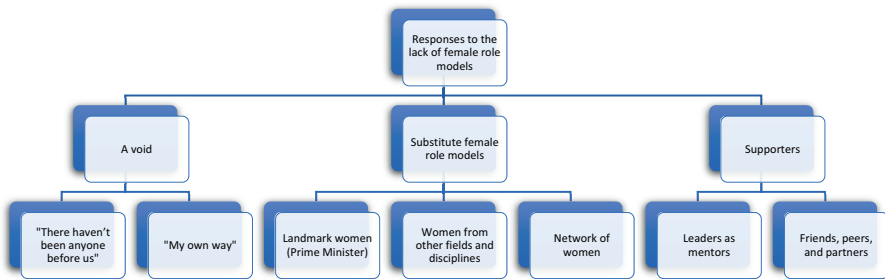 Responses to the
lack of female role
models
A void
Substitute female
role models
Supporters
"There haven't
been anyone
before us"
"My own way"
Landmark women
(Prime Minister)
Women from
other fields and
disciplines
Network of
women
Leaders as
mentors
Friends, peers,
and partners